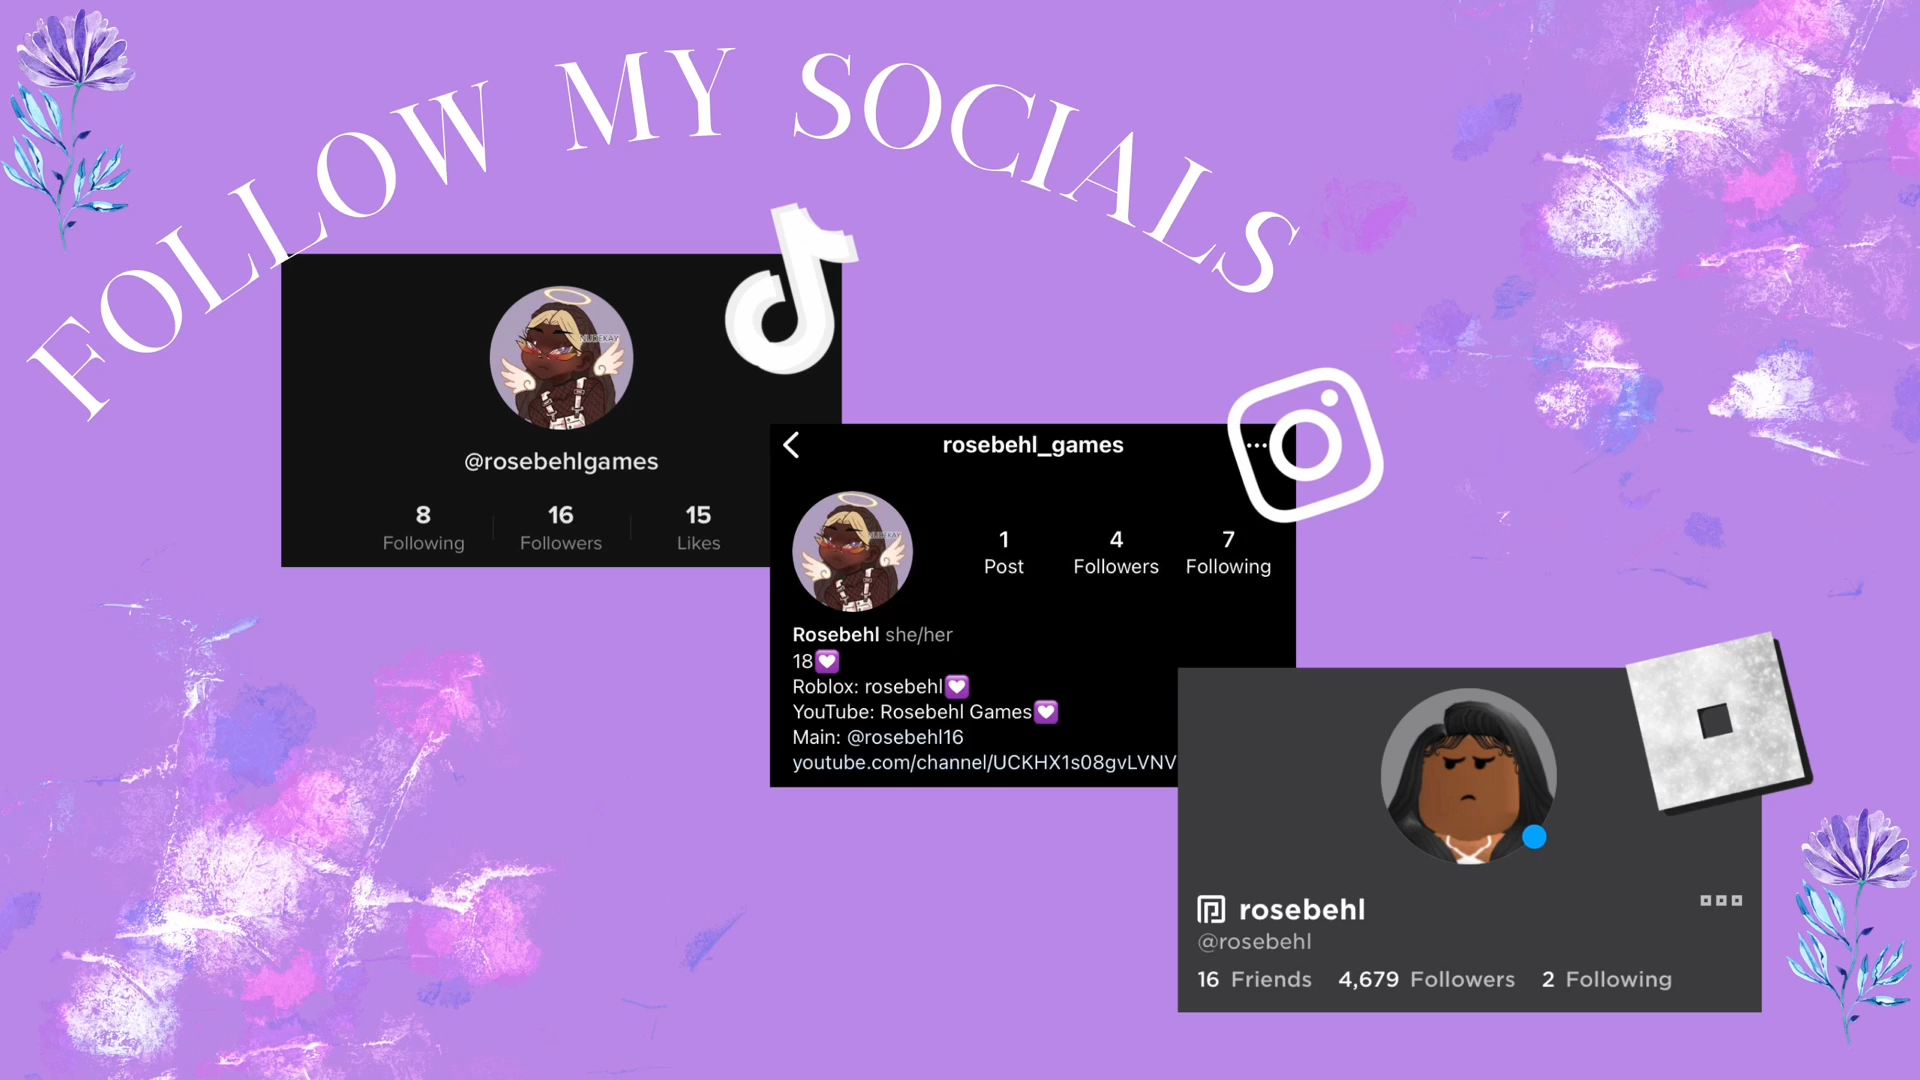 FOLLOW MY SOCIALS
NUBEKAY
@rosebehlgames
8 16 15
Following Followers Likes
rosebehl_games
NUBEKAY
1 4 7
Post Followers Following
Rosebehl she/her
18💜
Roblox: rosebehl💜
YouTube: Rosebehl Games💜
Main: @rosebehl16
youtube.com/channel/UCKHX1s08gvLVNV
rosebehl
@rosebehl
16 Friends 4,679 Followers 2 Following